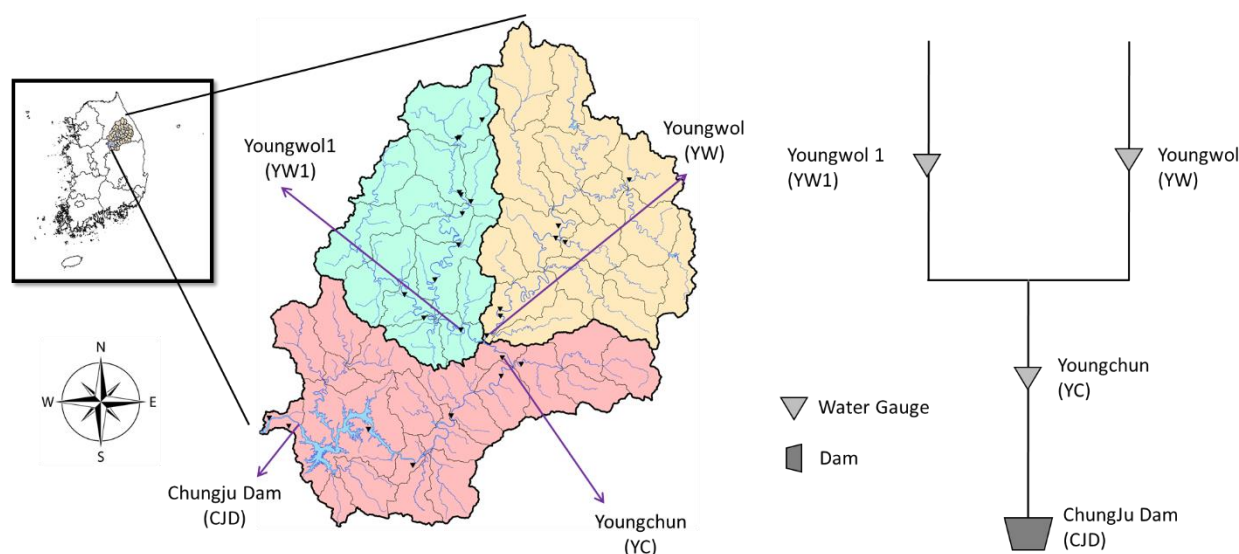 Youngwol1
(YW1)
Youngwol
(YW)
N
W
E
S
Chungju Dam
(CJD)
Youngchun
(YC)
Youngwol 1
(YW1)
Youngwol
(YW)
Youngchun
(YC)
Water Gauge
Dam
ChungJu Dam
(CJD)